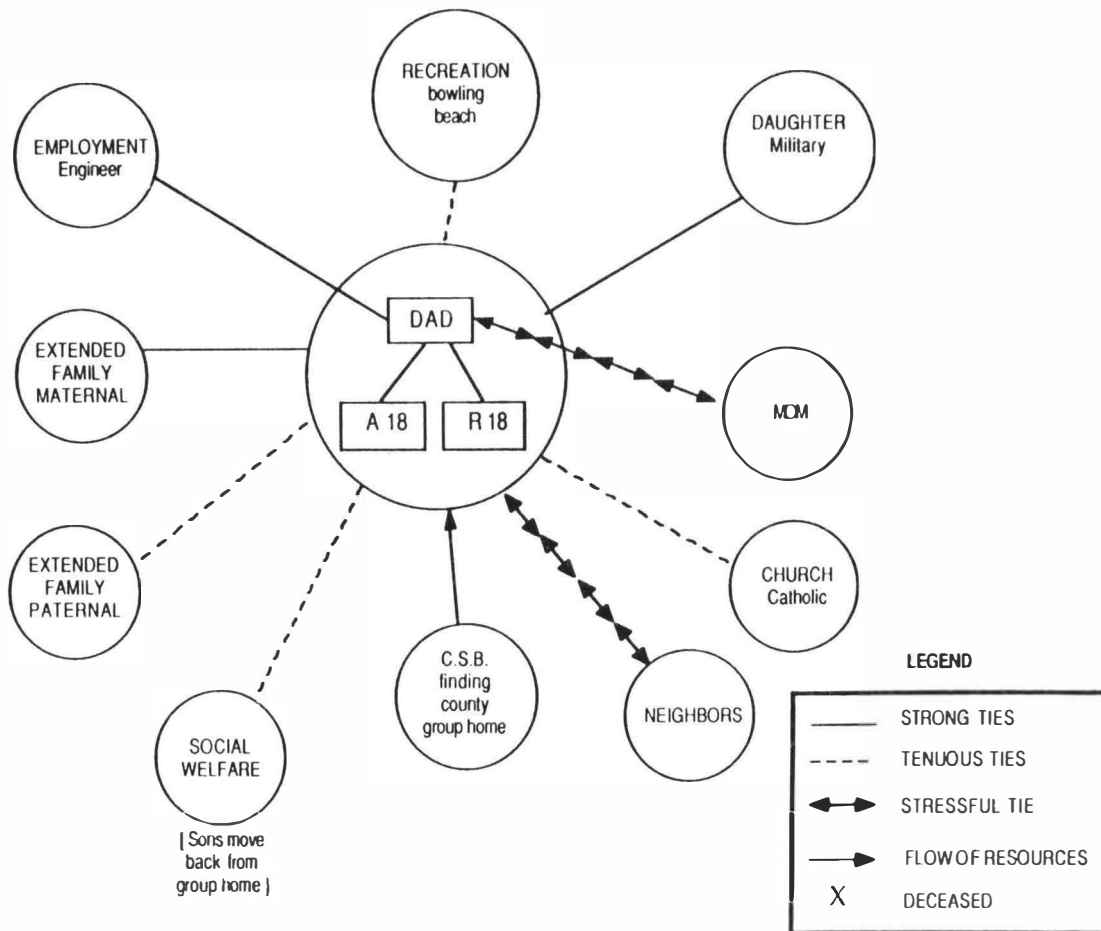 RECREATION
bowling
beach
EMPLOYMENT
Engineer
DAUGHTER
Military
DAD
A 18
R 18
EXTENDED
FAMILY
MATERNAL
MOM
EXTENDED
FAMILY
PATERNAL
CHURCH
Catholic
C.S.B.
finding
county
group home
NEIGHBORS
SOCIAL
WELFARE
[ Sons move
back from
group home ]
LEGEND
STRONG TIES
TENUOUS TIES
STRESSFUL TIE
FLOW OF RESOURCES
X DECEASED